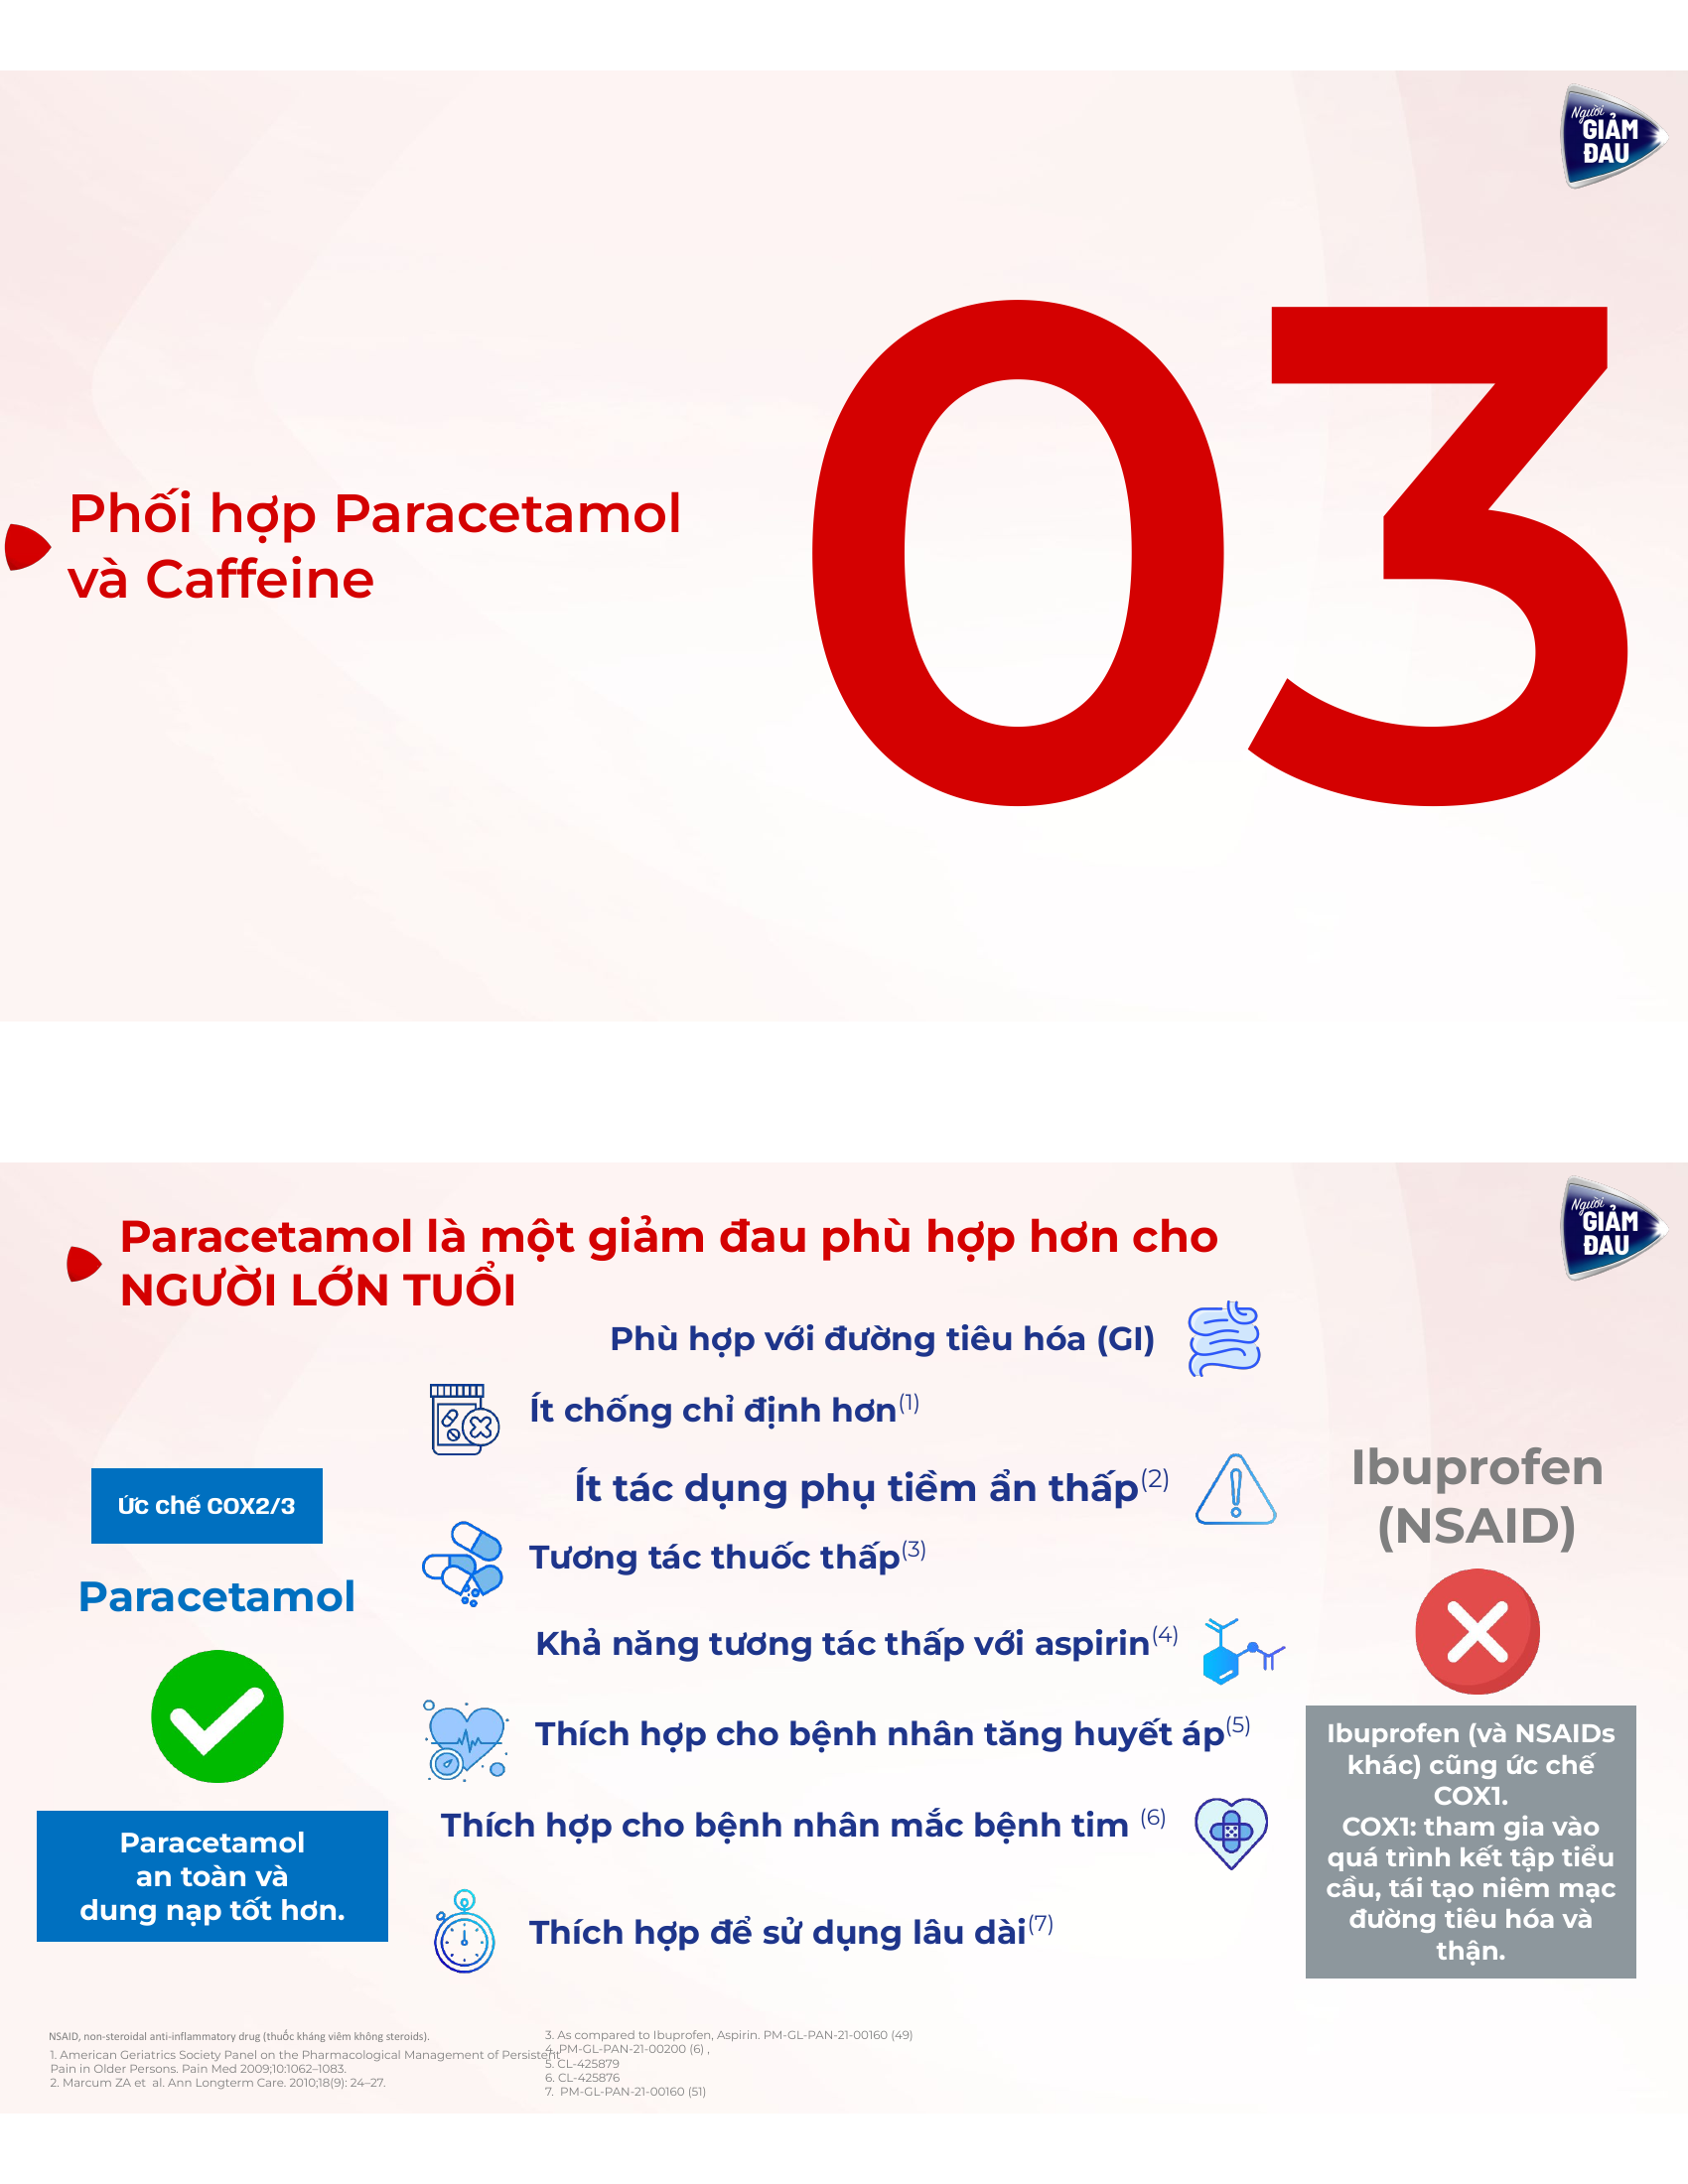 Người
GIẢM
ĐAU
03
Phối hợp Paracetamol
và Caffeine
Người
GIẢM
ĐAU
Paracetamol là một giảm đau phù hợp hơn cho
NGƯỜI LỚN TUỔI
Phù hợp với đường tiêu hóa (GI)
Ít chống chỉ định hơn(1)
Ít tác dụng phụ tiềm ẩn thấp(2)
Tương tác thuốc thấp(3)
Khả năng tương tác thấp với aspirin(4)
Thích hợp cho bệnh nhân tăng huyết áp(5)
Thích hợp cho bệnh nhân mắc bệnh tim (6)
Thích hợp để sử dụng lâu dài(7)
Ức chế COX2/3
Paracetamol
Paracetamol
an toàn và
dung nạp tốt hơn.
Ibuprofen
(NSAID)
Ibuprofen (và NSAIDs
khác) cũng ức chế
COX1.
COX1: tham gia vào
quá trình kết tập tiểu
cầu, tái tạo niêm mạc
đường tiêu hóa và
thận.
NSAID, non-steroidal anti-inflammatory drug (thuốc kháng viêm không steroids).
1. American Geriatrics Society Panel on the Pharmacological Management of Persistent
Pain in Older Persons. Pain Med 2009;10:1062–1083.
2. Marcum ZA et al. Ann Longterm Care. 2010;18(9): 24–27.
3. As compared to Ibuprofen, Aspirin. PM-GL-PAN-21-00160 (49)
4. PM-GL-PAN-21-00200 (6) ,
5. CL-425879
6. CL-425876
7. PM-GL-PAN-21-00160 (51)